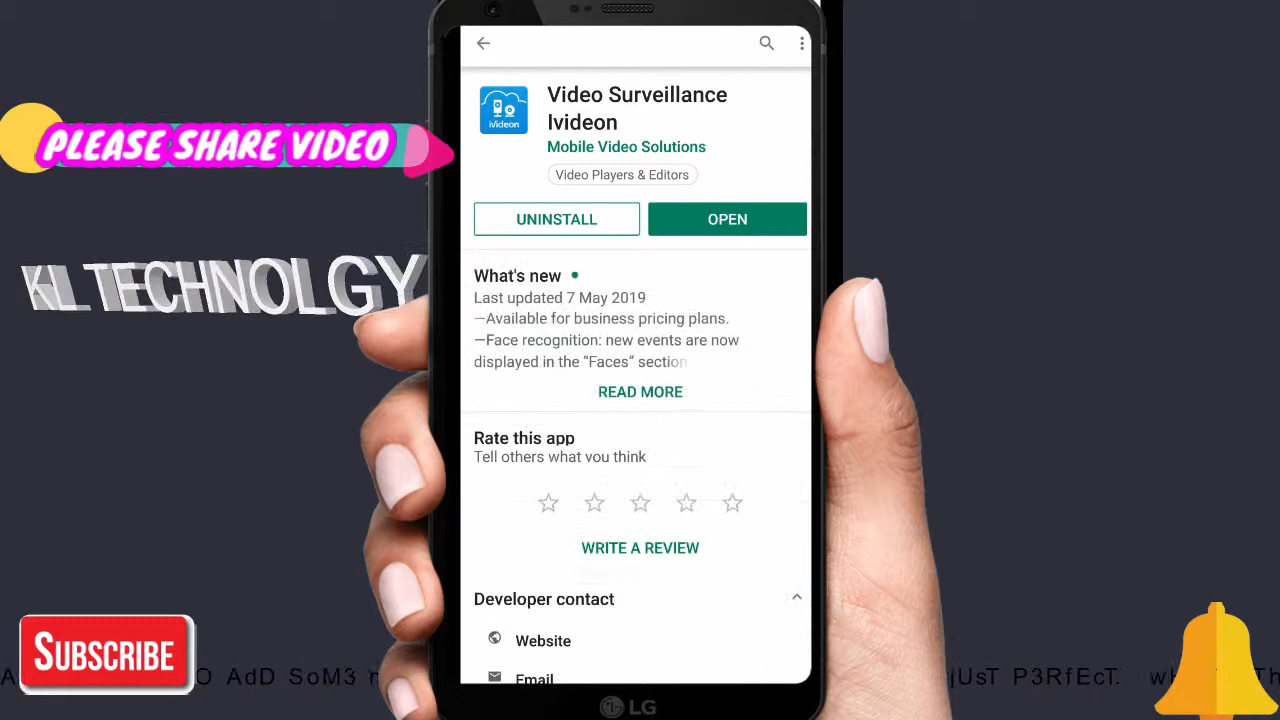 Video Surveillance
Ivideon
iVideon
Mobile Video Solutions
Video Players & Editors
UNINSTALL
OPEN
What's new
Last updated 7 May 2019
—Available for business pricing plans.
—Face recognition: new events are now
displayed in the “Faces” section
READ MORE
Rate this app
Tell others what you think
WRITE A REVIEW
Developer contact
Website
Email
LG
PLEASE SHARE VIDEO
KL TECHNOLGY
SUBSCRIBE
AdD SoM3
jUsT P3RfEcT.